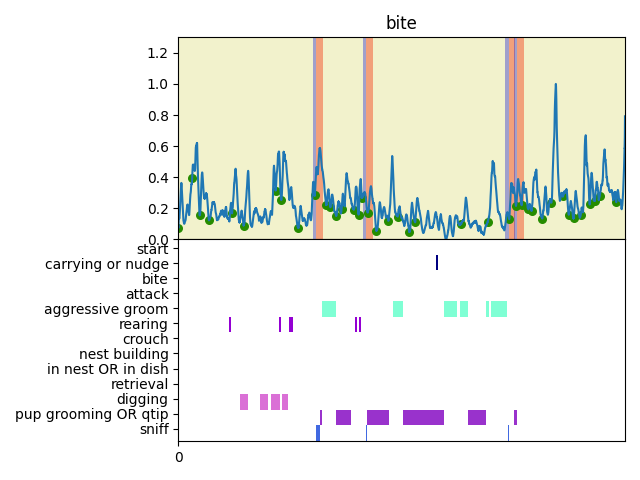 bite
1.2
1.0
0.8
0.6
0.4
0.2
0.0
start
carrying or nudge
bite
attack
aggressive groom
rearing
crouch
nest building
in nest OR in dish
retrieval
digging
pup grooming OR qtip
sniff
0